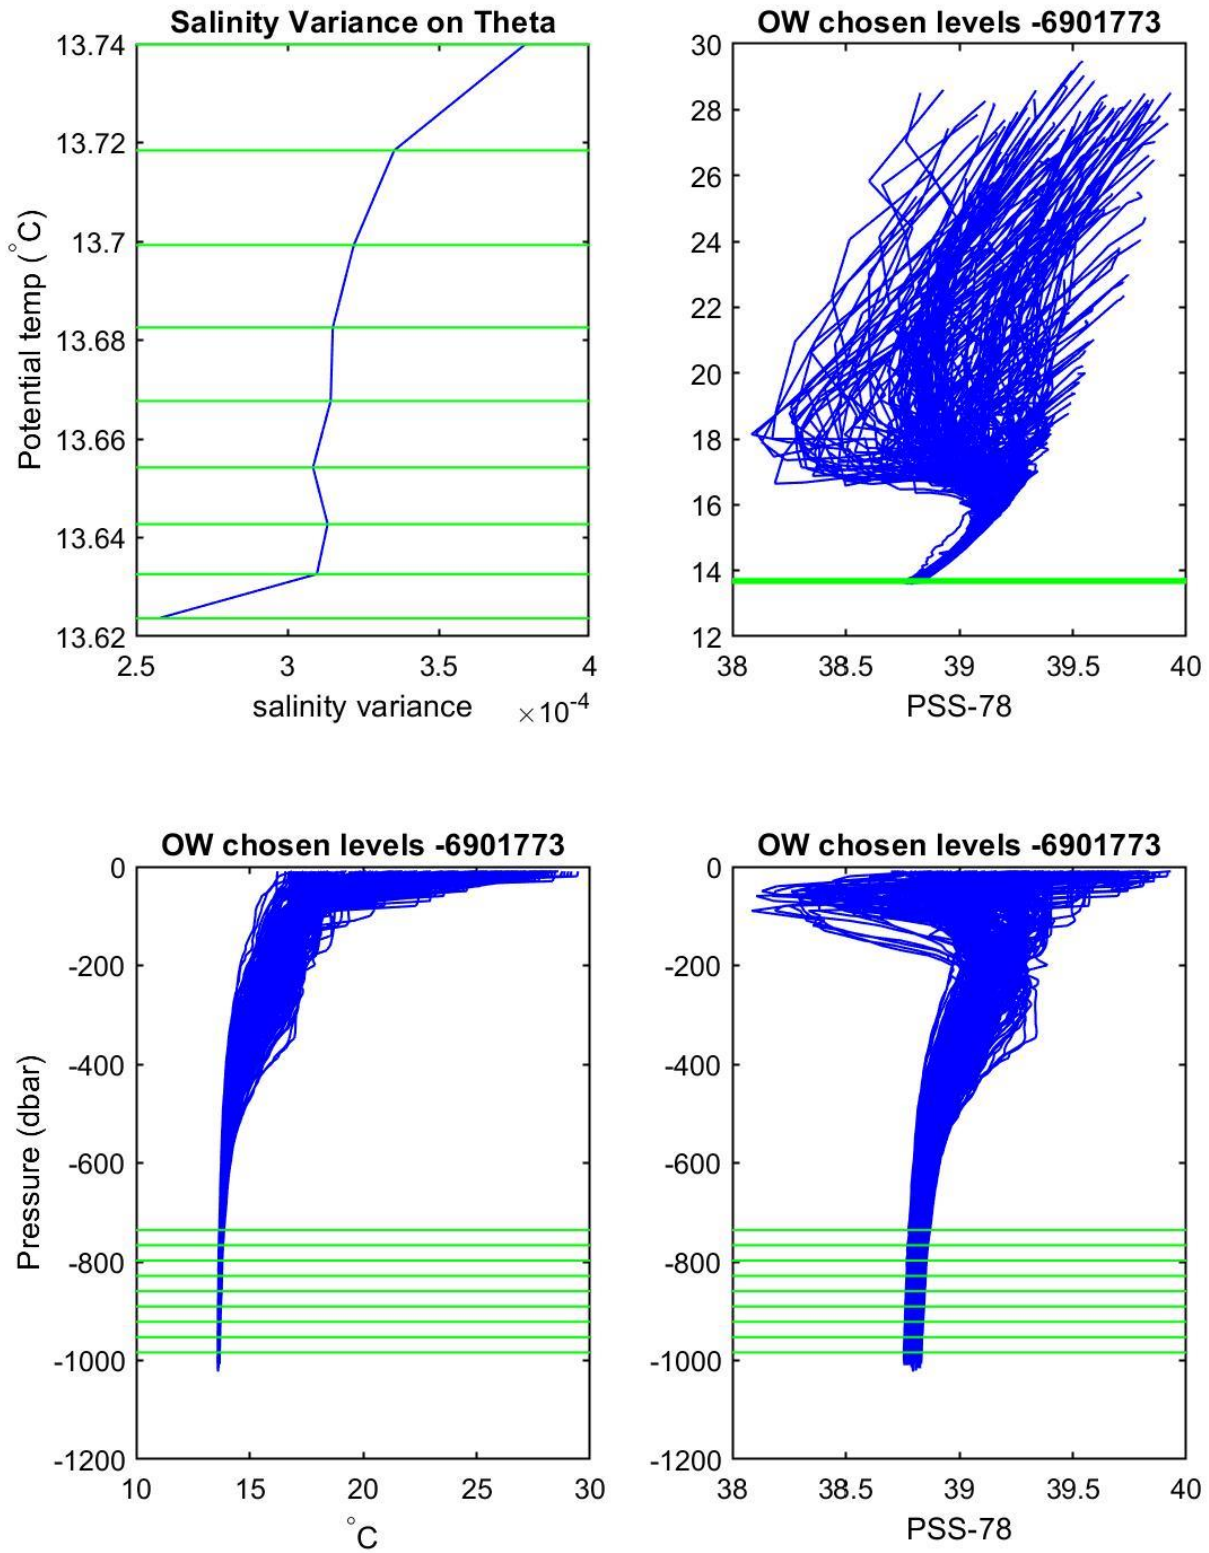 Salinity Variance on Theta
13.74
13.72
13.7
13.68
13.66
13.64
13.62
Potential temp (°C)
2.5 3 3.5 4
salinity variance ×10-4
OW chosen levels -6901773
30
28
26
24
22
20
18
16
14
12
38 38.5 39 39.5 40
PSS-78
OW chosen levels -6901773
0
-200
-400
-600
-800
-1000
-1200
Pressure (dbar)
10 15 20 25 30
°C
OW chosen levels -6901773
0
-200
-400
-600
-800
-1000
-1200
38 38.5 39 39.5 40
PSS-78